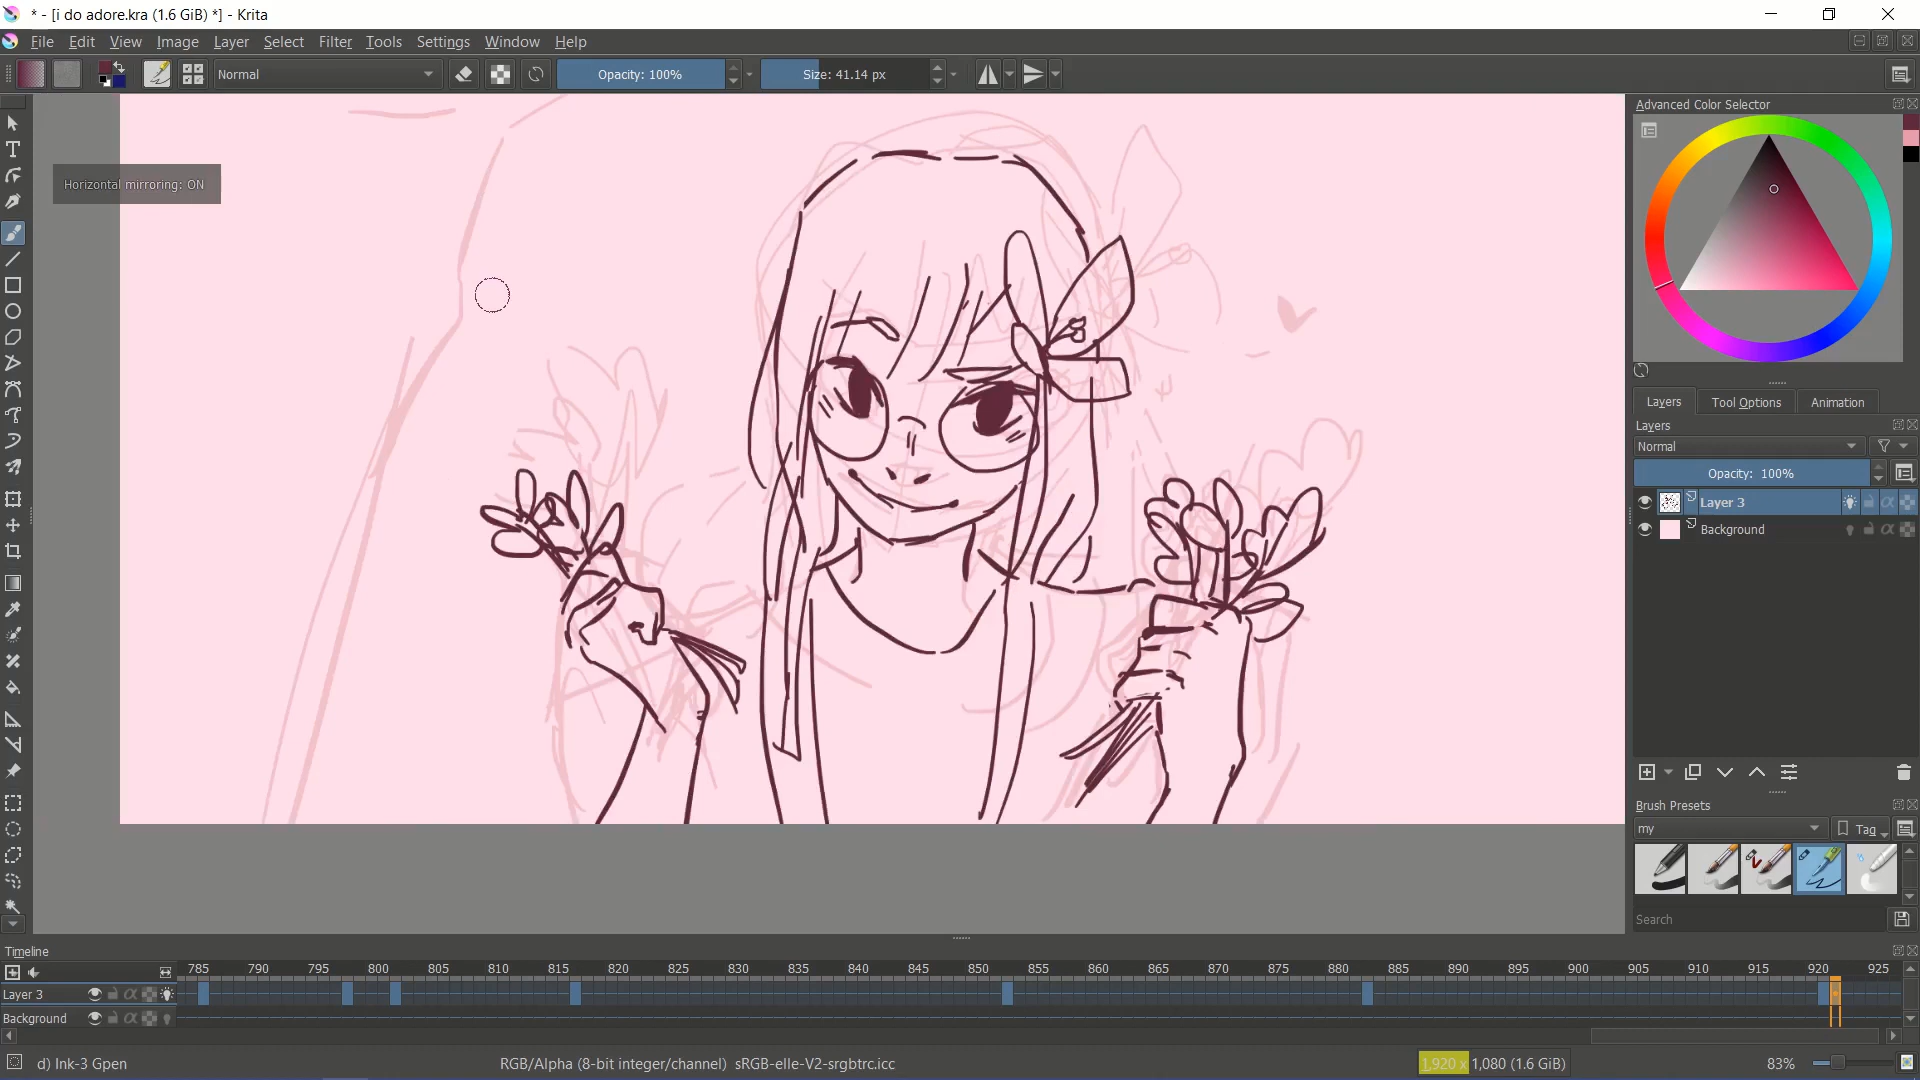 * - [i do adore.kra (1.6 GiB) *] - Krita
File Edit View Image Layer Select Filter Tools Settings Window Help
Normal Opacity: 100% Size: 41.14 px
Advanced Color Selector
Horizontal mirroring: ON
Layers Tool Options Animation
Layers
Normal
Opacity: 100%
Layer 3
Background
Brush Presets
my Tag
Search
Timeline
785 790 795 800 805 810 815 820 825 830 835 840 845 850 855 860 865 870 875 880 885 890 895 900 905 910 915 920 925
Layer 3
Background
d) Ink-3 Gpen RGB/Alpha (8-bit integer/channel) sRGB-elle-V2-srgbtrc.icc 1,920 x 1,080 (1.6 GiB) 83%